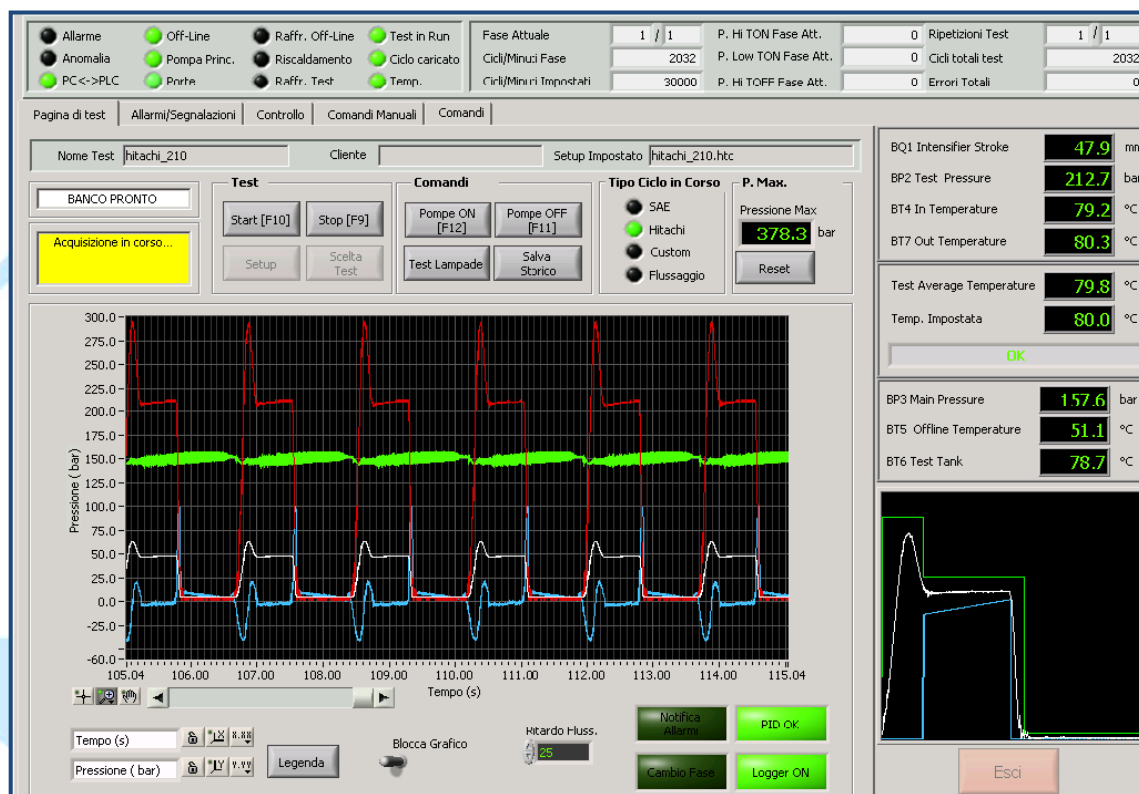 Allarme Off-Line Raffr. Off-Line Test in Run Fase Attuale 1 / 1 P. Hi TON Fase Att. 0 Ripetizioni Test 1 / 1
Anomalia Pompa Princ. Riscaldamento Ciclo caricato Cicli/Minuti Fase 2032 P. Low TON Fase Att. 0 Cicli totali test 2032
PC<->PLC Porte Raffr. Test Temp. Cicli/Minuti Impostati 30000 P. Hi TOFF Fase Att. 0 Errori Totali 0
Pagina di test Allarmi/Segnalazioni Controllo Comandi Manuali Comandi
Nome Test hitachi_210 Cliente Setup Impostato hitachi_210.htc
BANCO PRONTO
Acquisizione in corso...
Test
Start [F10] Stop [F9]
Setup Scelta Test
Comandi
Pompe ON [F12] Pompe OFF [F11]
Test Lampade Salva Storico
Tipo Ciclo in Corso
SAE
Hitachi
Custom
Flussaggio
P. Max.
Pressione Max
378.3 bar
Reset
BQ1 Intensifier Stroke 47.9 mm
BP2 Test Pressure 212.7 bar
BT4 In Temperature 79.2 °C
BT7 Out Temperature 80.3 °C
Test Average Temperature 79.8 °C
Temp. Impostata 80.0 °C
OK
BP3 Main Pressure 157.6 bar
BT5 Offline Temperature 51.1 °C
BT6 Test Tank 78.7 °C
Pressione ( bar)
300.0
275.0
250.0
225.0
200.0
175.0
150.0
125.0
100.0
75.0
50.0
25.0
0.0
-25.0
-60.0
105.04 106.00 107.00 108.00 109.00 110.00 111.00 112.00 113.00 114.00 115.04
Tempo (s)
Tempo (s) X X.XX
Pressione ( bar) Y Y.YY
Legenda
Blocca Grafico
Ritardo Fluss.
25
Notifica Allarmi PID OK
Cambio Fase Logger ON
Esci